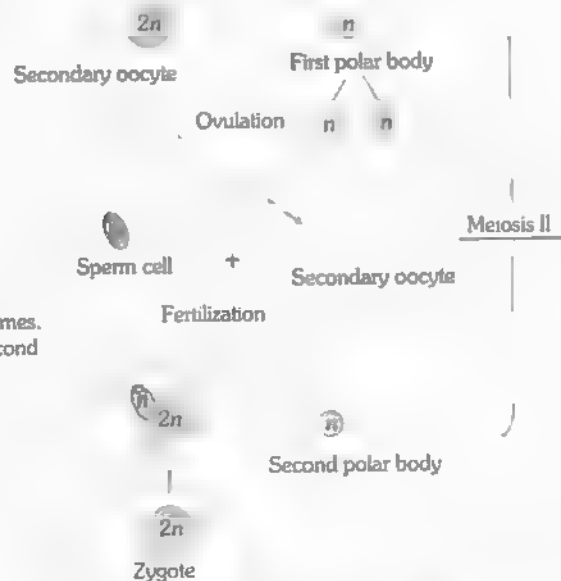 2n
n
Secondary oocyte
First polar body
Ovulation
n
n
Meiosis II
Sperm cell
+
Secondary oocyte
Fertilization
mes.
cond
n
2n
n
Second polar body
2n
Zygote